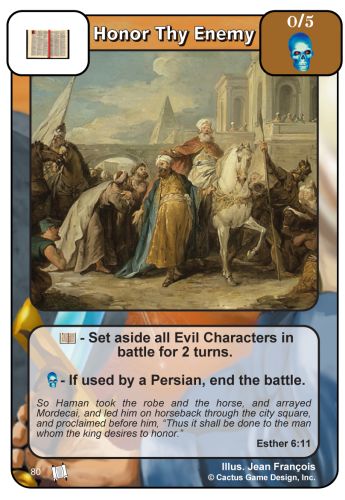 Honor Thy Enemy
0/5
- Set aside all Evil Characters in
battle for 2 turns.
- If used by a Persian, end the battle.
So Haman took the robe and the horse, and arrayed
Mordecai, and led him on horseback through the city square,
and proclaimed before him, "Thus it shall be done to the man
whom the king desires to honor."
Esther 6:11
80
Illus. Jean François
© Cactus Game Design, Inc.